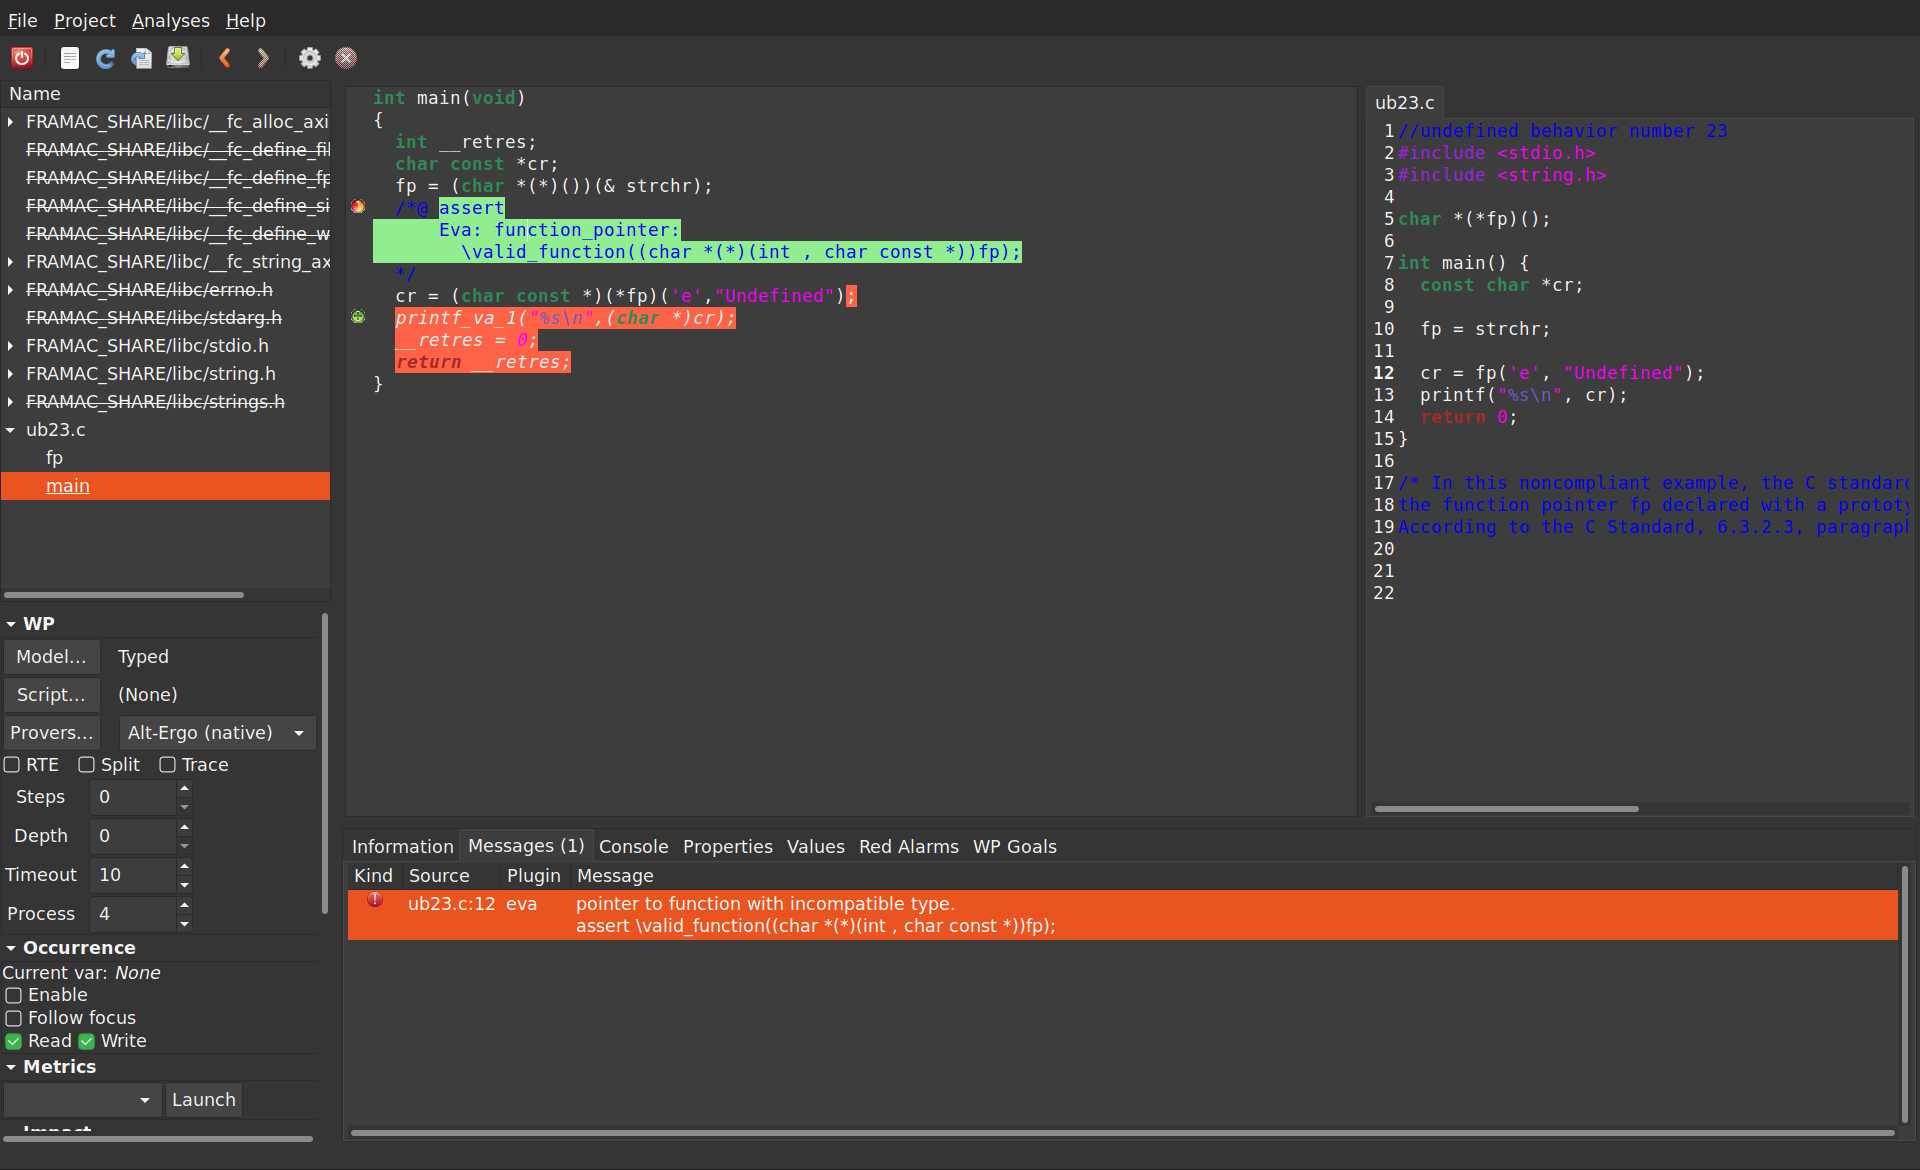 File Project Analyses Help
Name
FRAMAC_SHARE/libc/__fc_alloc_axi
FRAMAC_SHARE/libc/__fc_define_fil
FRAMAC_SHARE/libc/__fc_define_fp
FRAMAC_SHARE/libc/__fc_define_si
FRAMAC_SHARE/libc/__fc_define_w
FRAMAC_SHARE/libc/__fc_string_ax
FRAMAC_SHARE/libc/errno.h
FRAMAC_SHARE/libc/stdarg.h
FRAMAC_SHARE/libc/stdio.h
FRAMAC_SHARE/libc/string.h
FRAMAC_SHARE/libc/strings.h
ub23.c
fp
main
WP
Model... Typed
Script... (None)
Provers... Alt-Ergo (native)
RTE Split Trace
Steps 0
Depth 0
Timeout 10
Process 4
Occurrence
Current var: None
Enable
Follow focus
Read Write
Metrics
Launch
Impact
int main(void)
{
  int __retres;
  char const *cr;
  fp = (char *(*)())(& strchr);
  /*@ assert
      Eva: function_pointer:
        \valid_function((char *(*)(int , char const *))fp);
  */
  cr = (char const *)(*fp)('e',"Undefined");
  printf_va_1("%s\n",(char *)cr);
  __retres = 0;
  return __retres;
}
ub23.c
1 //undefined behavior number 23
2 #include <stdio.h>
3 #include <string.h>
4
5 char *(*fp)();
6
7 int main() {
8   const char *cr;
9
10   fp = strchr;
11
12   cr = fp('e', "Undefined");
13   printf("%s\n", cr);
14   return 0;
15 }
16
17 /* In this noncompliant example, the C standard
18 the function pointer fp declared with a prototy
19 According to the C Standard, 6.3.2.3, paragraph
20
21
22
Information Messages (1) Console Properties Values Red Alarms WP Goals
Kind Source Plugin Message
ub23.c:12 eva pointer to function with incompatible type.
assert \valid_function((char *(*)(int , char const *))fp);